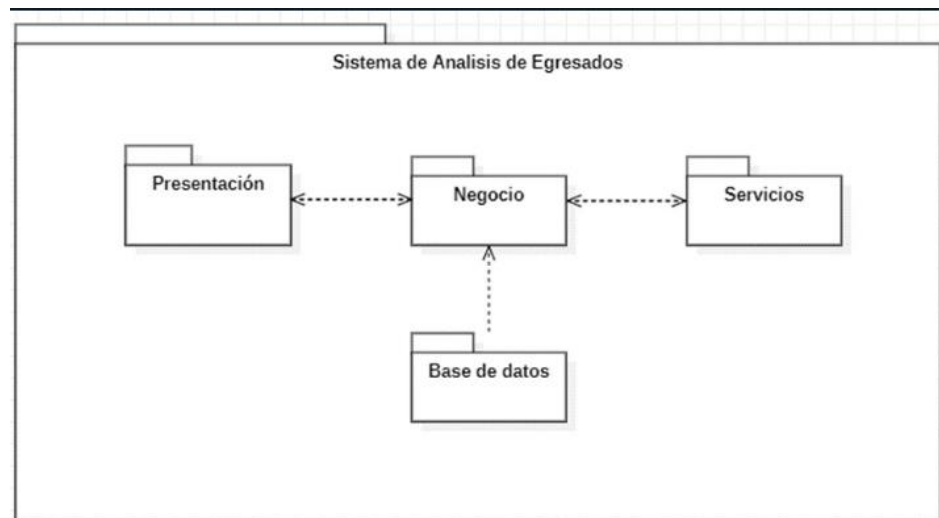 Sistema de Analisis de Egresados
Presentación
Negocio
Servicios
Base de datos